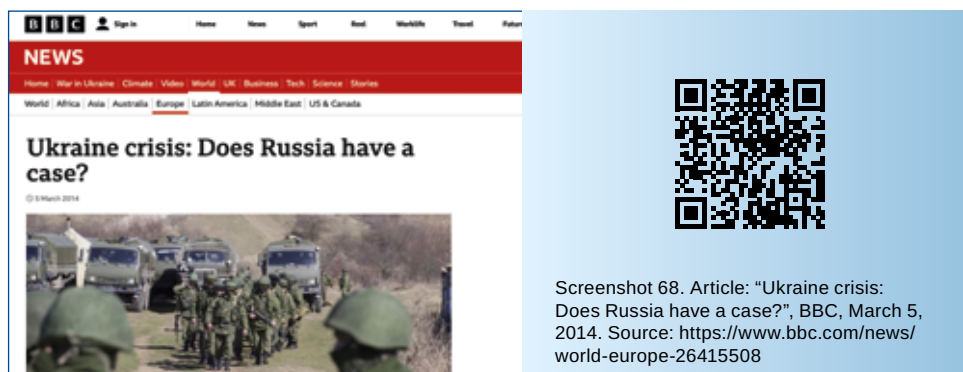 BBC Sign in Home News Sport Reel Worklife Travel Future
NEWS
Home War in Ukraine Climate Video World UK Business Tech Science Stories
World Africa Asia Australia Europe Latin America Middle East US & Canada
Ukraine crisis: Does Russia have a
case?
5 March 2014
Screenshot 68. Article: “Ukraine crisis:
Does Russia have a case?”, BBC, March 5,
2014. Source: https://www.bbc.com/news/
world-europe-26415508